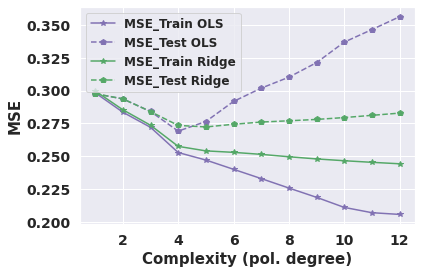 0.350
0.325
0.300
0.275
0.250
0.225
0.200
MSE
MSE_Train OLS
MSE_Test OLS
MSE_Train Ridge
MSE_Test Ridge
2 4 6 8 10 12
Complexity (pol. degree)